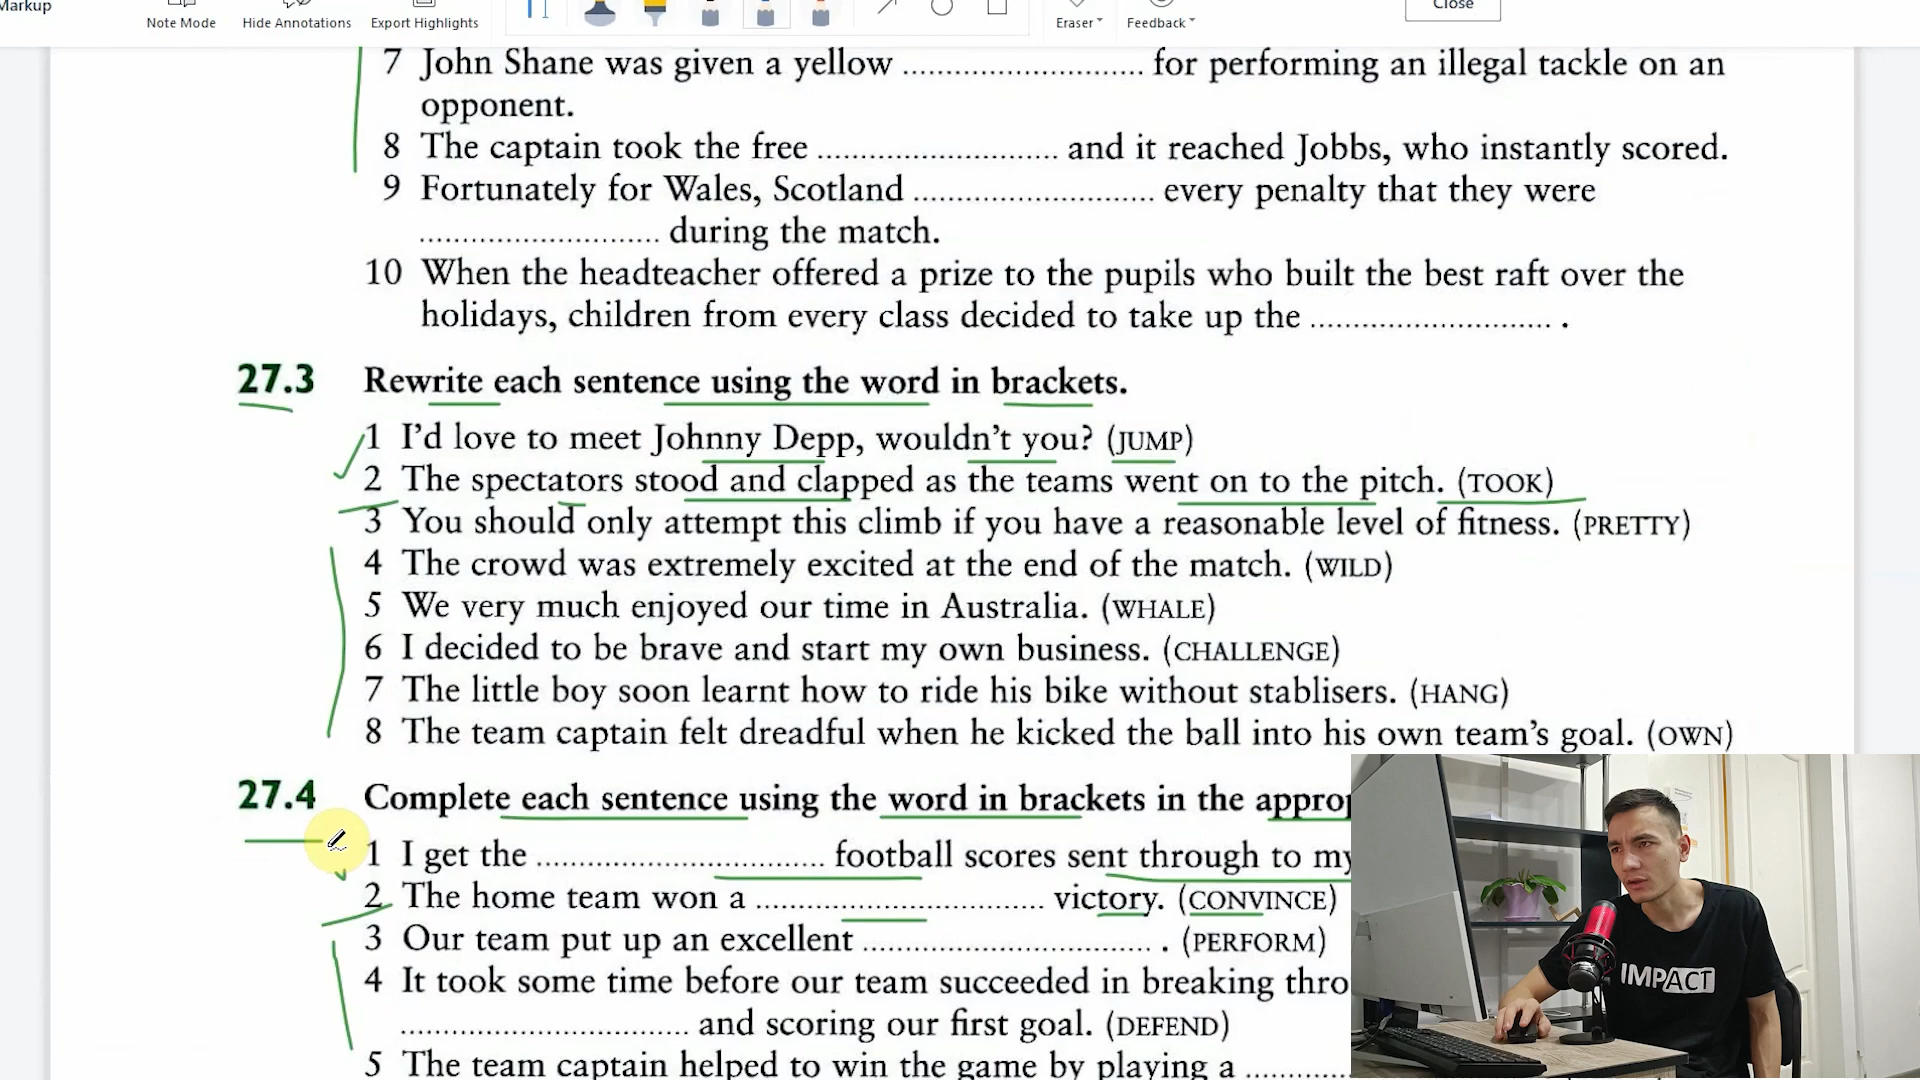 Markup
Note Mode
Hide Annotations
Export Highlights
Eraser
Feedback
Close
7 John Shane was given a yellow ............................ for performing an illegal tackle on an
opponent.
8 The captain took the free ............................ and it reached Jobbs, who instantly scored.
9 Fortunately for Wales, Scotland ............................ every penalty that they were
............................ during the match.
10 When the headteacher offered a prize to the pupils who built the best raft over the
holidays, children from every class decided to take up the ............................ .
27.3 Rewrite each sentence using the word in brackets.
1 I'd love to meet Johnny Depp, wouldn't you? (JUMP)
2 The spectators stood and clapped as the teams went on to the pitch. (TOOK)
3 You should only attempt this climb if you have a reasonable level of fitness. (PRETTY)
4 The crowd was extremely excited at the end of the match. (WILD)
5 We very much enjoyed our time in Australia. (WHALE)
6 I decided to be brave and start my own business. (CHALLENGE)
7 The little boy soon learnt how to ride his bike without stablisers. (HANG)
8 The team captain felt dreadful when he kicked the ball into his own team's goal. (OWN)
27.4 Complete each sentence using the word in brackets in the
1 I get the .................................. football scores sent through to my
2 The home team won a .................................. victory. (CONVINCE)
3 Our team put up an excellent .................................. . (PERFORM)
4 It took some time before our team succeeded in breaking
.................................. and scoring our first goal. (DEFEND)
5 The team captain helped to win the game by playing a ............
IMPACT